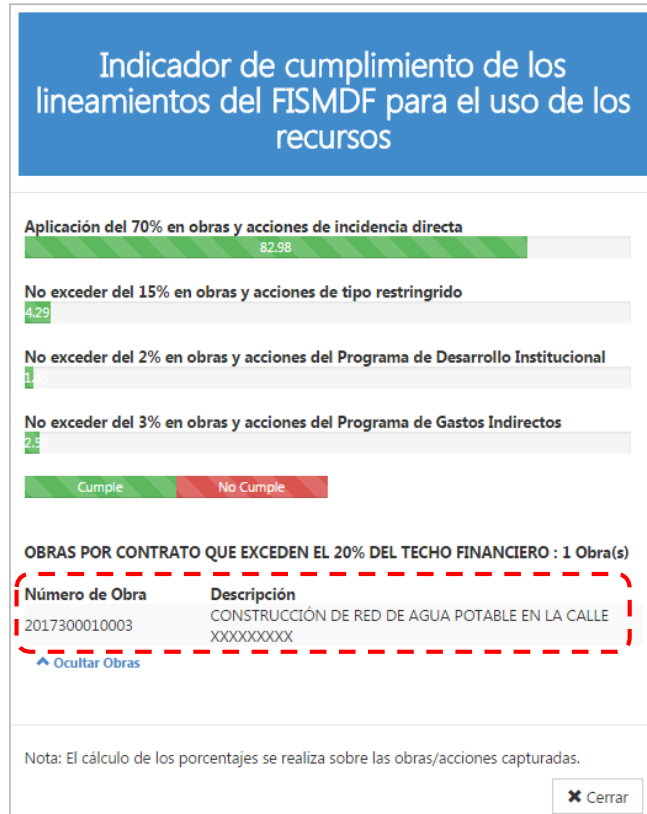 Indicador de cumplimiento de los
lineamientos del FISMDF para el uso de los
recursos
Aplicación del 70% en obras y acciones de incidencia directa
82.98
No exceder del 15% en obras y acciones de tipo restringrido
4.29
No exceder del 2% en obras y acciones del Programa de Desarrollo Institucional
No exceder del 3% en obras y acciones del Programa de Gastos Indirectos
Cumple No Cumple
OBRAS POR CONTRATO QUE EXCEDEN EL 20% DEL TECHO FINANCIERO : 1 Obra(s)
Número de Obra Descripción
2017300010003 CONSTRUCCIÓN DE RED DE AGUA POTABLE EN LA CALLE
XXXXXXXXX
Ocultar Obras
Nota: El cálculo de los porcentajes se realiza sobre las obras/acciones capturadas.
✖ Cerrar